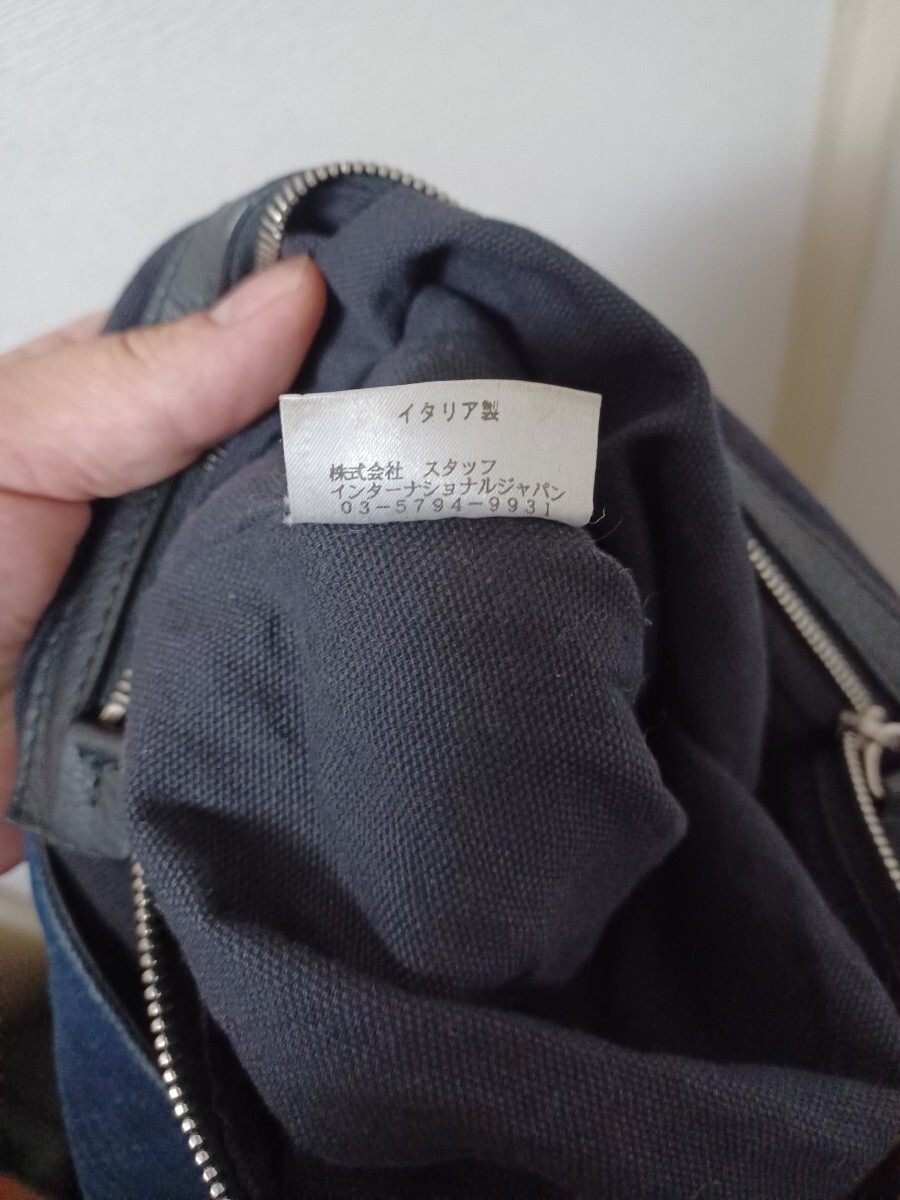 イタリア製
株式会社 スタッフ
インターナショナルジャパン
03-5794-9931